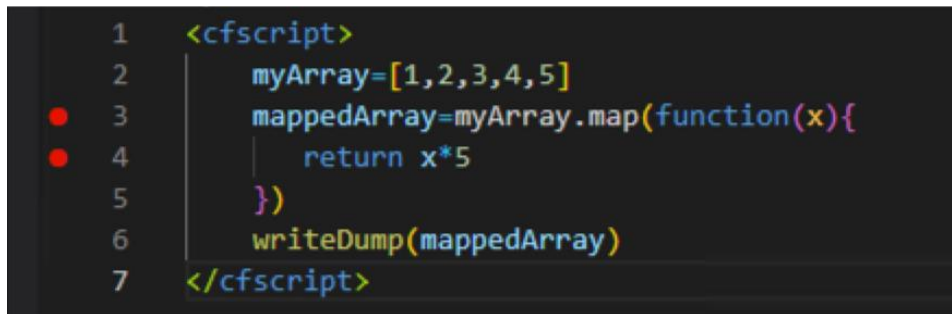 1 <cfscript>
2 myArray=[1,2,3,4,5]
3 mappedArray=myArray.map(function(x){
4 return x*5
5 })
6 writeDump(mappedArray)
7 </cfscript>